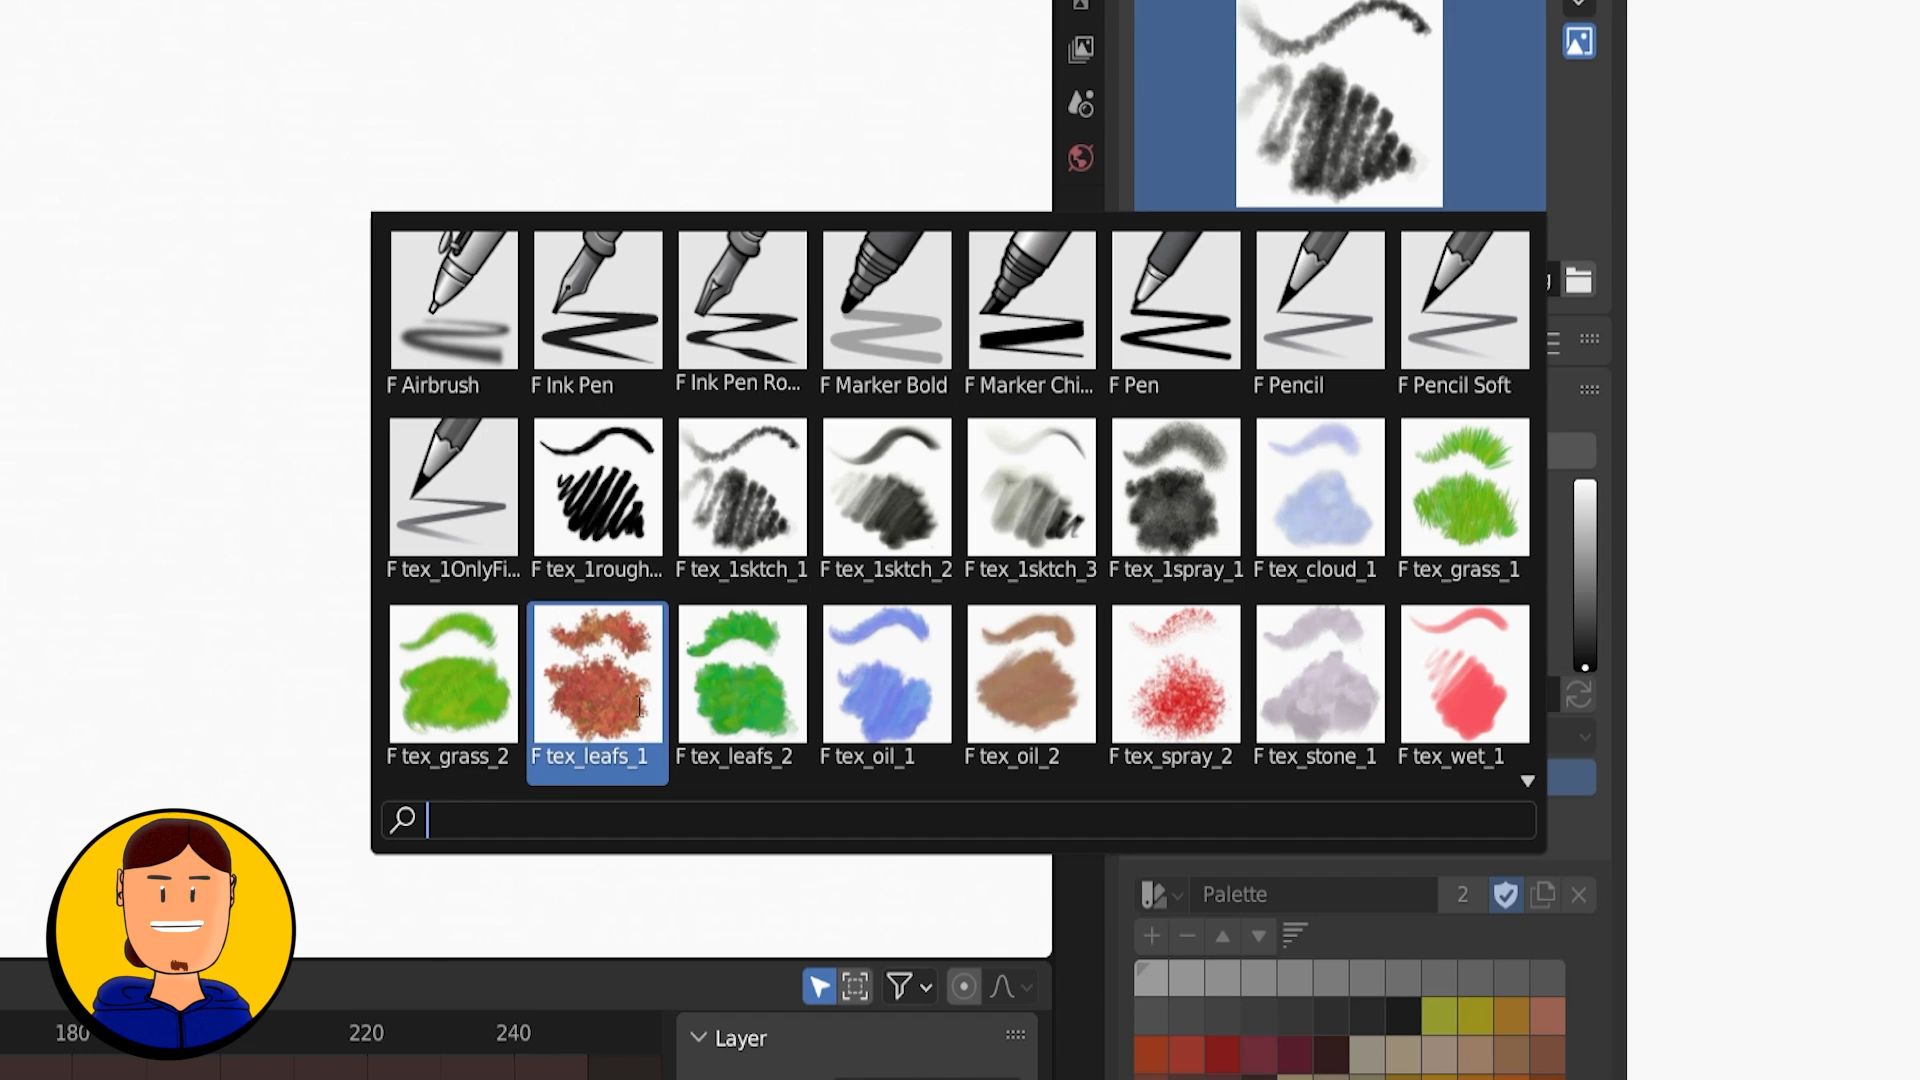 F Airbrush
F Ink Pen
F Ink Pen Ro...
F Marker Bold
F Marker Chi...
F Pen
F Pencil
F Pencil Soft
F tex_1OnlyFi...
F tex_1rough...
F tex_1sktch_1
F tex_1sktch_2
F tex_1sktch_3
F tex_1spray_1
F tex_cloud_1
F tex_grass_1
F tex_grass_2
F tex_leafs_1
F tex_leafs_2
F tex_oil_1
F tex_oil_2
F tex_spray_2
F tex_stone_1
F tex_wet_1
Palette
2
180
220
240
Layer